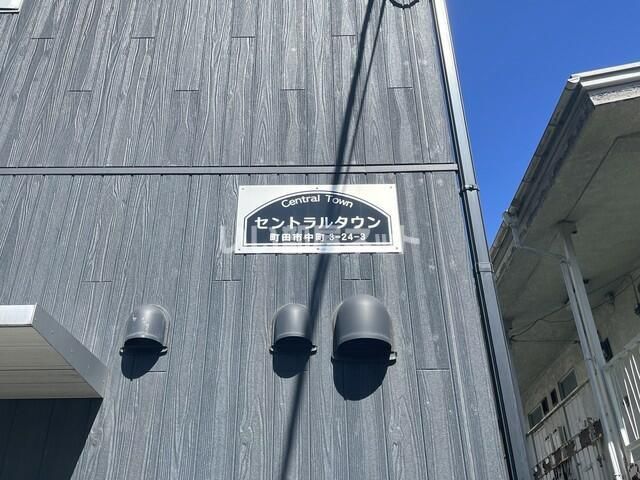 Central Town
セントラルタウン
町田市中町 3-24-3